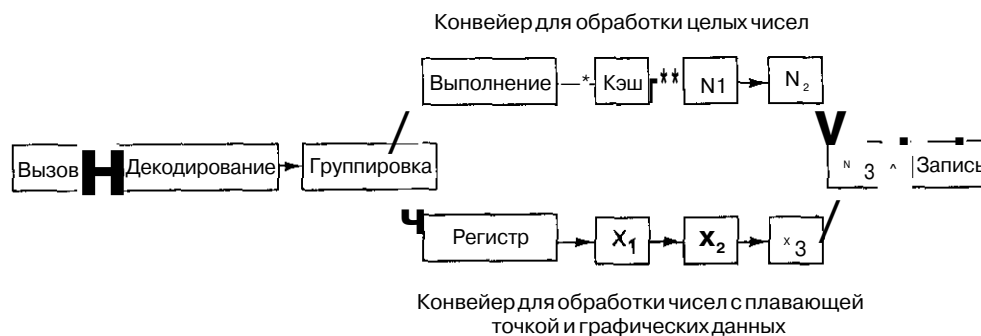 Конвейер для обработки целых чисел
Выполнение Кэш N1 N2
Вызов Декодирование Группировка N3 Запись
Регистр X1 X2 X3
Конвейер для обработки чисел с плавающей
точкой и графических данных